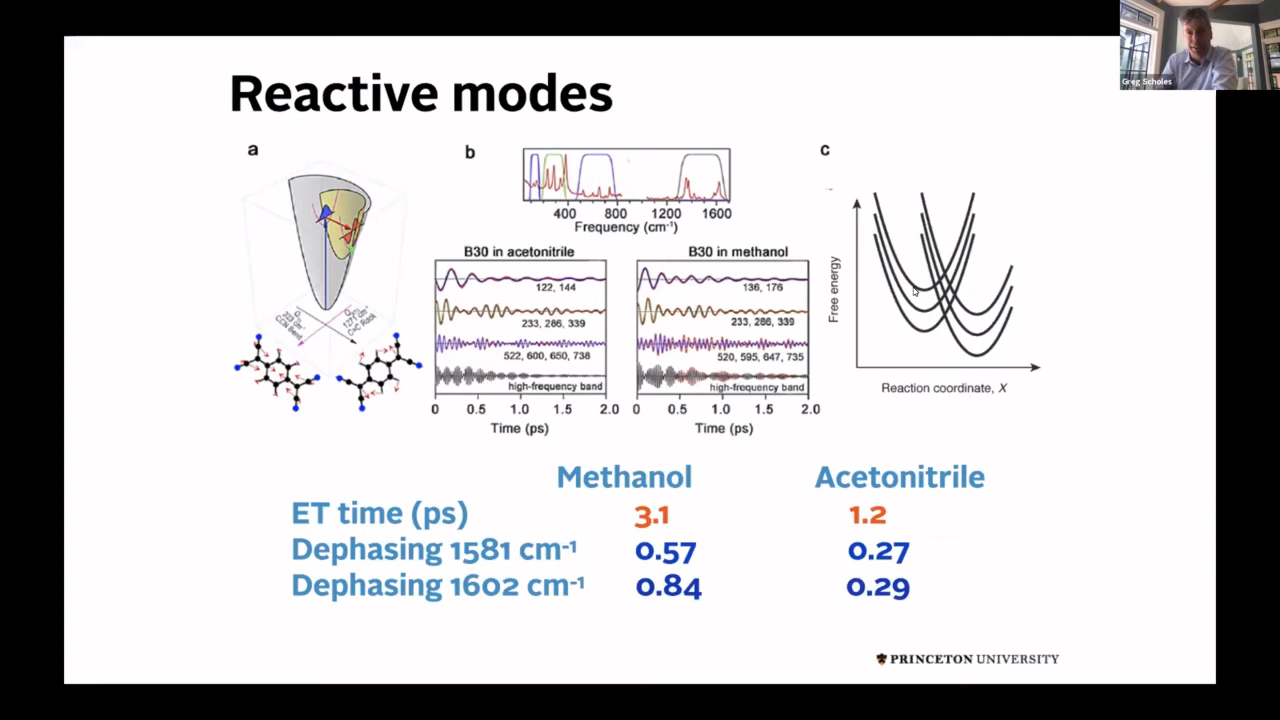 Greg Scholes
Reactive modes
a
b
c
400 800 1200 1600
Frequency (cm⁻¹)
B30 in acetonitrile
122, 144
233, 286, 339
522, 600, 650, 738
high-frequency band
0 0.5 1.0 1.5 2.0
Time (ps)
B30 in methanol
136, 176
233, 286, 339
520, 595, 647, 735
high-frequency band
0 0.5 1.0 1.5 2.0
Time (ps)
Free energy
Reaction coordinate, X
Methanol Acetonitrile
ET time (ps) 3.1 1.2
Dephasing 1581 cm⁻¹ 0.57 0.27
Dephasing 1602 cm⁻¹ 0.84 0.29
PRINCETON UNIVERSITY